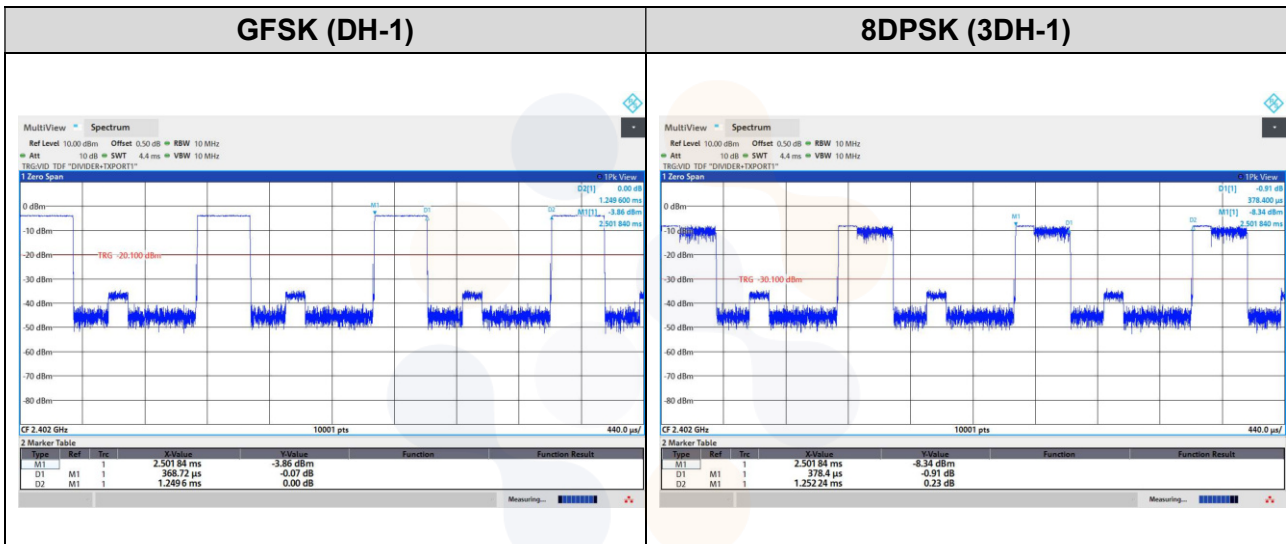 GFSK (DH-1) 8DPSK (3DH-1)
MultiView Spectrum
Ref Level 10.00 dBm Offset 0.50 dB RBW 10 MHz
Att 10 dB SWT 4.4 ms VBW 10 MHz
TRG:VID TDF "DIVIDER+TXPORT1"
1 Zero Span 1Pk View
D2[1] 0.00 dB
1.249 600 ms
M1[1] -3.86 dBm
2.501 840 ms
0 dBm
M1
D1
D2
-10 dBm
TRG -20.100 dBm
-20 dBm
-30 dBm
-40 dBm
-50 dBm
-60 dBm
-70 dBm
-80 dBm
CF 2.402 GHz 10001 pts 440.0 µs/
2 Marker Table
Type Ref Trc X-Value Y-Value Function Function Result
M1 1 2.501 84 ms -3.86 dBm
D1 M1 1 368.72 µs -0.07 dB
D2 M1 1 1.249 6 ms 0.00 dB
Measuring...
MultiView Spectrum
Ref Level 10.00 dBm Offset 0.50 dB RBW 10 MHz
Att 10 dB SWT 4.4 ms VBW 10 MHz
TRG:VID TDF "DIVIDER+TXPORT1"
1 Zero Span 1Pk View
D1[1] -0.91 dB
378.400 µs
M1[1] -8.34 dBm
2.501 840 ms
0 dBm
M1
D1
D2
-10 dBm
-20 dBm
TRG -30.100 dBm
-30 dBm
-40 dBm
-50 dBm
-60 dBm
-70 dBm
-80 dBm
CF 2.402 GHz 10001 pts 440.0 µs/
2 Marker Table
Type Ref Trc X-Value Y-Value Function Function Result
M1 1 2.501 84 ms -8.34 dBm
D1 M1 1 378.4 µs -0.91 dB
D2 M1 1 1.252 24 ms 0.23 dB
Measuring...